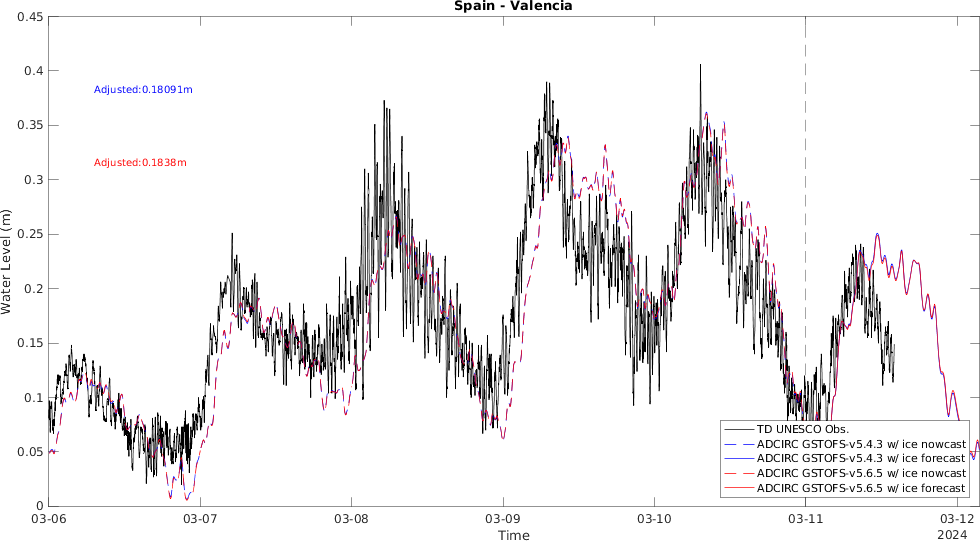 Spain - Valencia
0.45
0.4
0.35
0.3
0.25
0.2
0.15
0.1
0.05
0
Water Level (m)
Adjusted:0.18091m
Adjusted:0.1838m
TD UNESCO Obs.
ADCIRC GSTOFS-v5.4.3 w/ ice nowcast
ADCIRC GSTOFS-v5.4.3 w/ ice forecast
ADCIRC GSTOFS-v5.6.5 w/ ice nowcast
ADCIRC GSTOFS-v5.6.5 w/ ice forecast
03-06 03-07 03-08 03-09 03-10 03-11 03-12
Time
2024